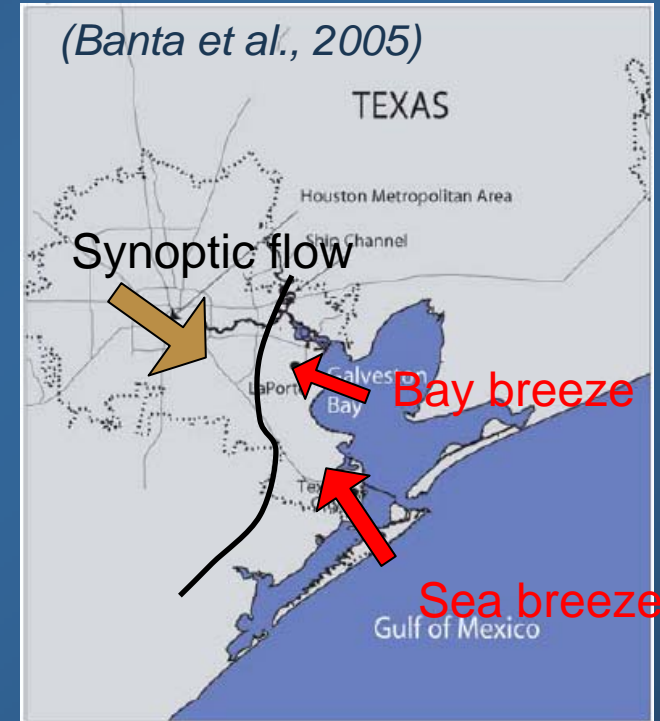 (Banta et al., 2005)
TEXAS
Houston Metropolitan Area
Ship Channel
Synoptic flow
Galveston
Bay
LaPorte
Bay breeze
Sea breeze
Gulf of Mexico